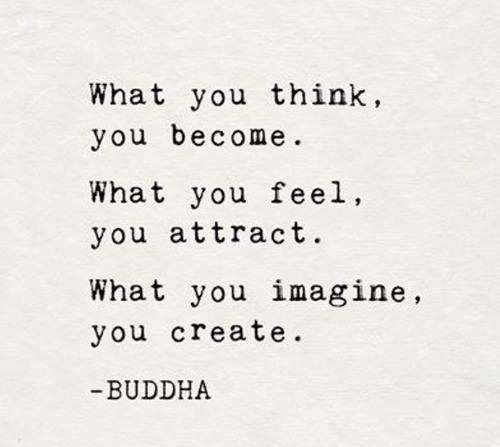 What you think,
you become.
What you feel,
you attract.
What you imagine,
you create.
-BUDDHA